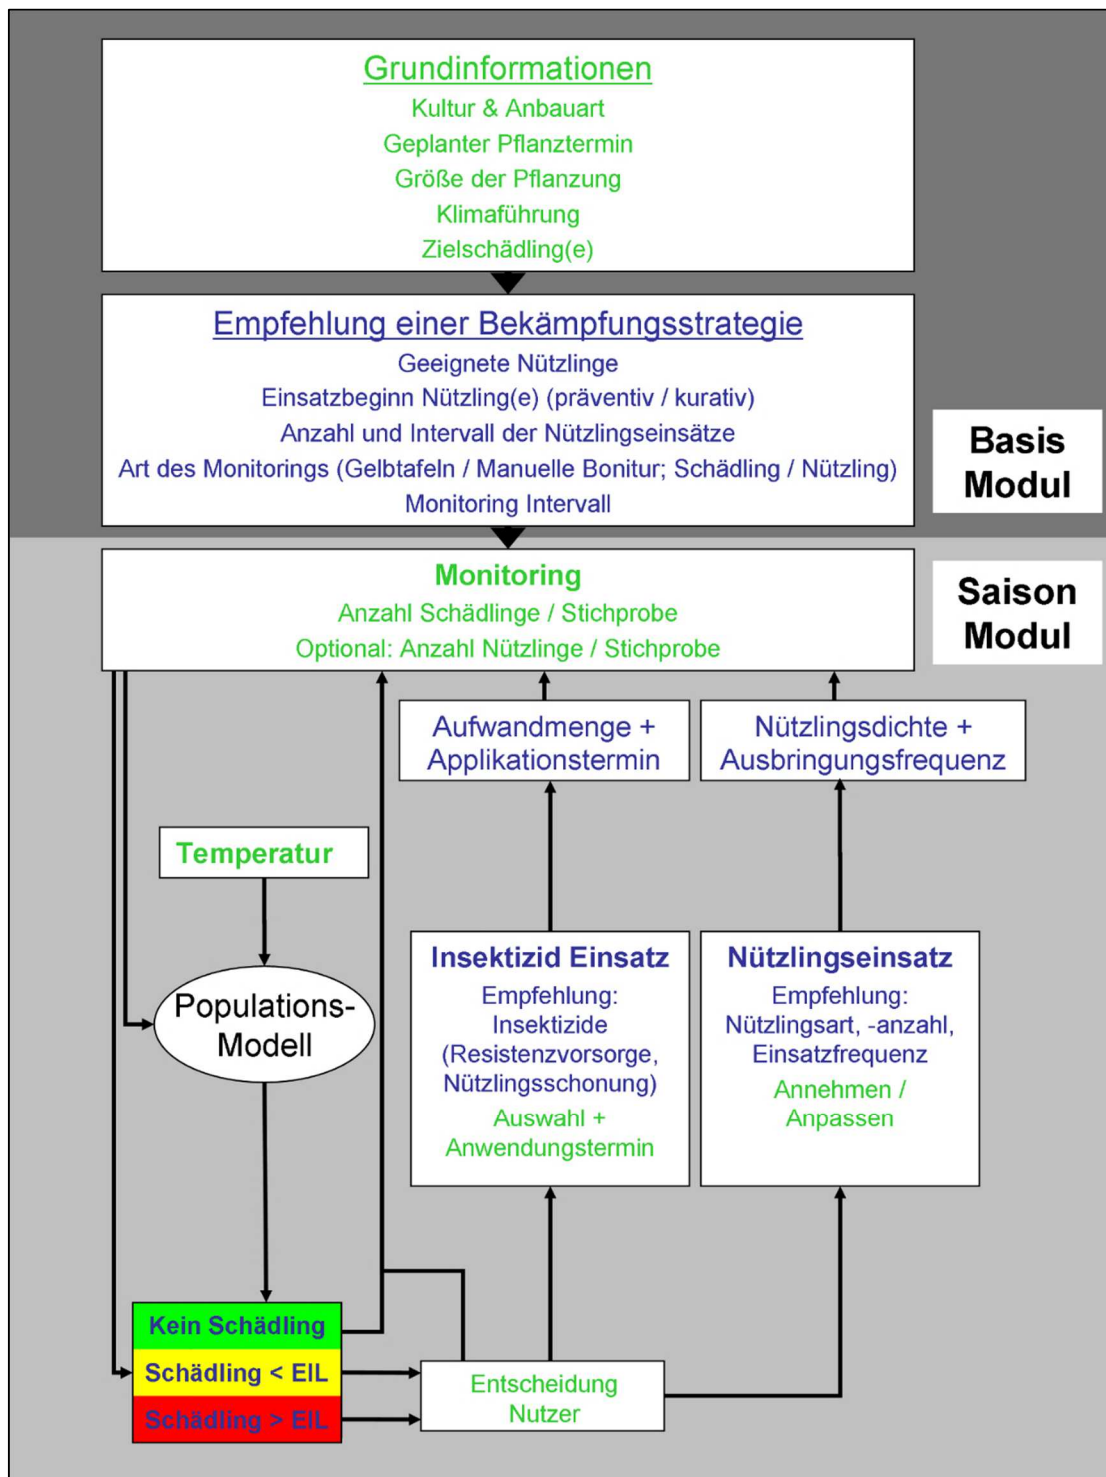 Grundinformationen
Kultur & Anbauart
Geplanter Pflanztermin
Größe der Pflanzung
Klimaführung
Zielschädling(e)
Empfehlung einer Bekämpfungsstrategie
Geeignete Nützlinge
Einsatzbeginn Nützling(e) (präventiv / kurativ)
Anzahl und Intervall der Nützlingseinsätze
Art des Monitorings (Gelbtafeln / Manuelle Bonitur; Schädling / Nützling)
Monitoring Intervall
Basis
Modul
Monitoring
Anzahl Schädlinge / Stichprobe
Optional: Anzahl Nützlinge / Stichprobe
Saison
Modul
Aufwandmenge +
Applikationstermin
Nützlingsdichte +
Ausbringungsfrequenz
Temperatur
Populations-
Modell
Insektizid Einsatz
Empfehlung:
Insektizide
(Resistenzvorsorge,
Nützlingsschonung)
Auswahl +
Anwendungstermin
Nützlingseinsatz
Empfehlung:
Nützlingsart, -anzahl,
Einsatzfrequenz
Annehmen /
Anpassen
Kein Schädling
Schädling < EIL
Schädling > EIL
Entscheidung
Nutzer